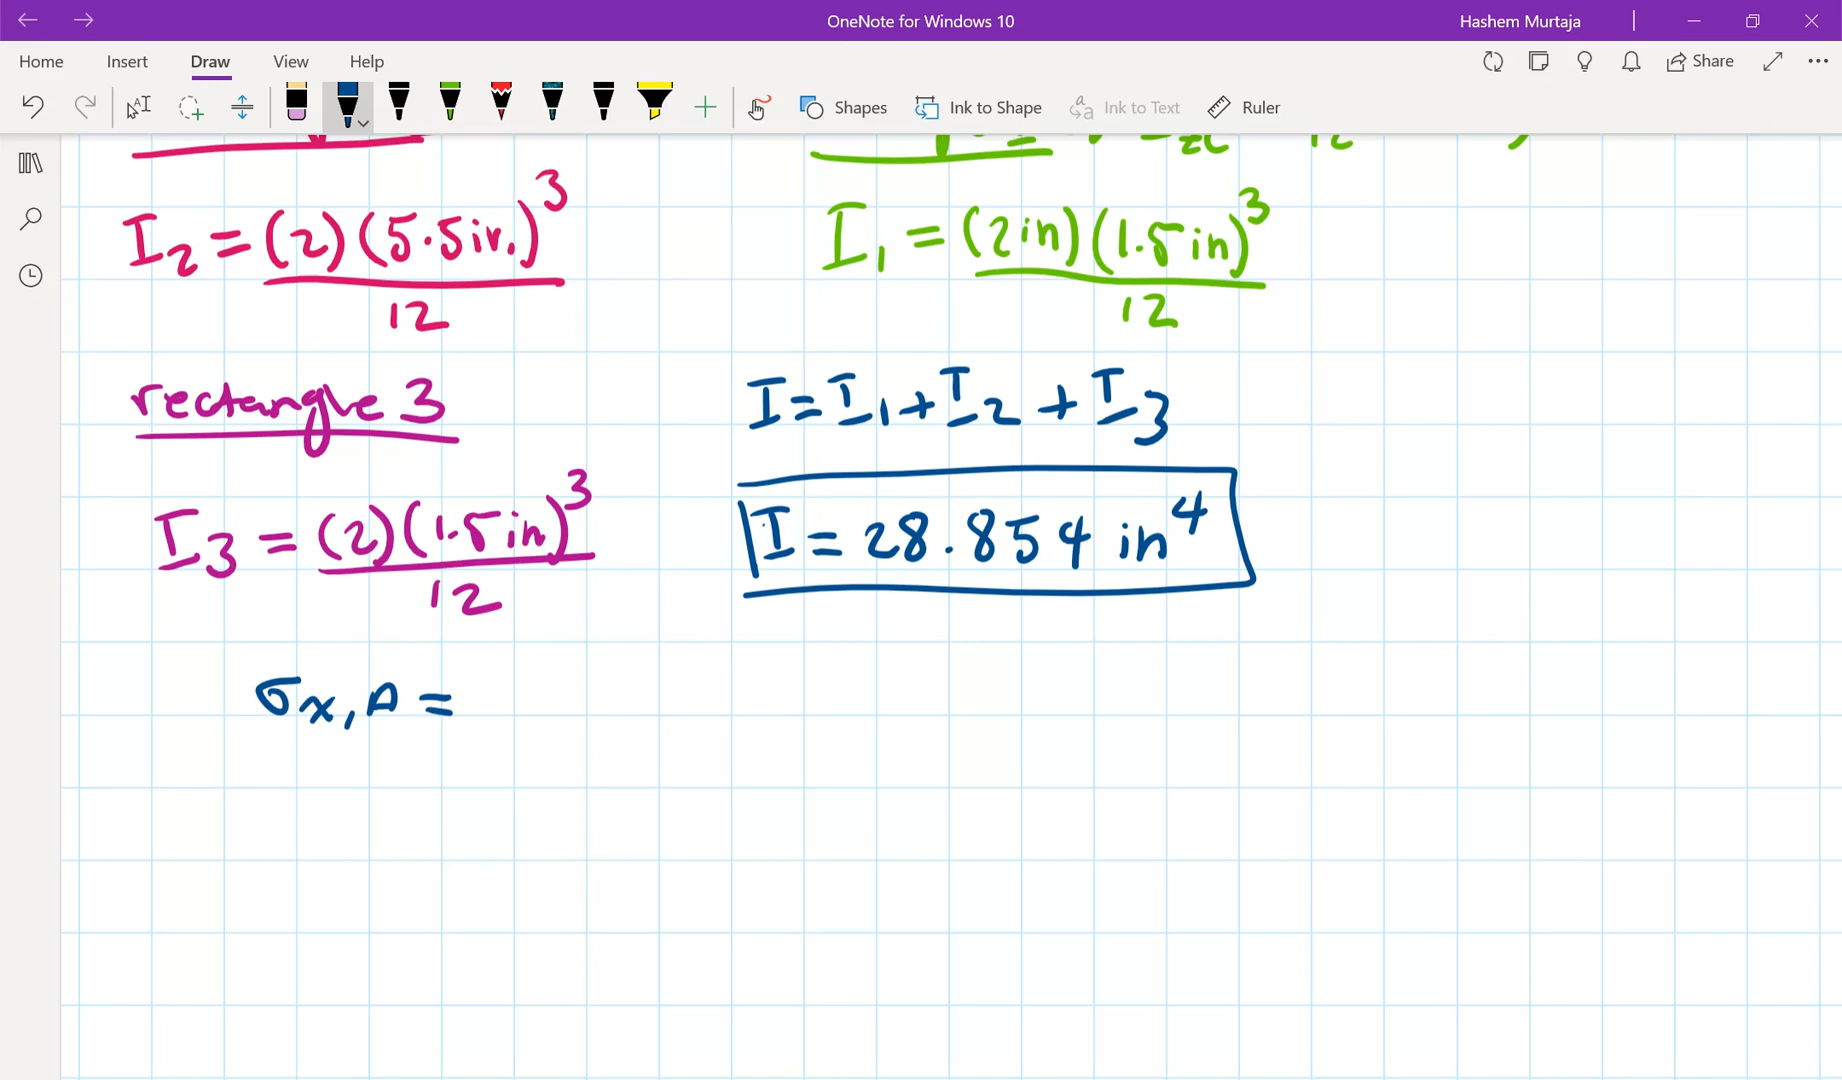 OneNote for Windows 10
Hashem Murtaja
Home Insert Draw View Help
Share
Shapes Ink to Shape Ink to Text Ruler
I₂ = (2)(5.5in.)³
12
I₁ = (2in)(1.5in)³
12
rectangle 3
I = I₁ + I₂ + I₃
I₃ = (2)(1.5in)³
12
I = 28.854 in⁴
σx,A =